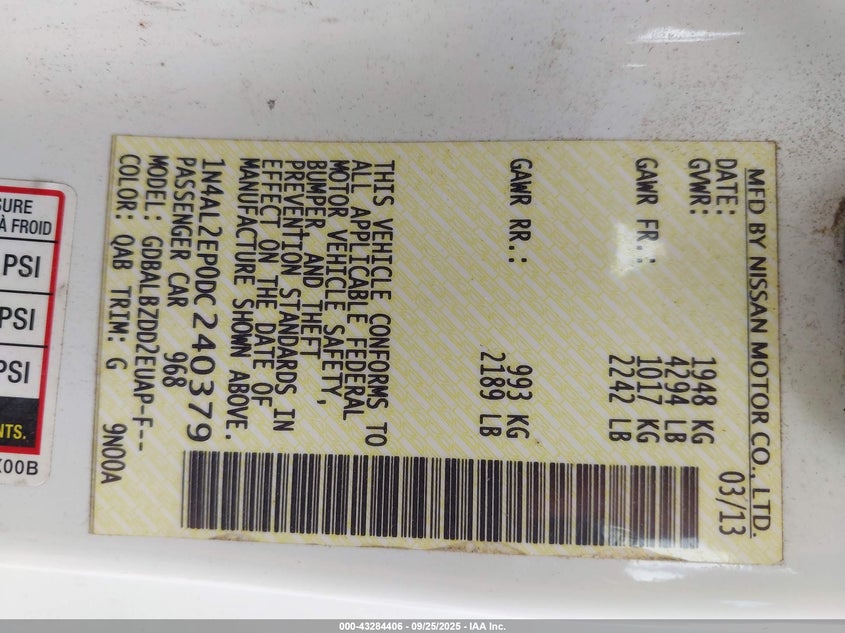 MFD BY NISSAN MOTOR CO., LTD.
DATE: 03/13
GVWR: 1948 KG
4294 LB
GAWR FR.: 1017 KG
2242 LB
GAWR RR.: 993 KG
2189 LB
THIS VEHICLE CONFORMS TO
ALL APPLICABLE FEDERAL
MOTOR VEHICLE SAFETY,
BUMPER AND THEFT
PREVENTION STANDARDS IN
EFFECT ON THE DATE OF
MANUFACTURE SHOWN ABOVE.
1N4AL2EP0DC240379
PASSENGER CAR 968
MODEL: GDBALBZDD2EUAP-F--
COLOR: QAB TRIM: G 9N00A
SURE
À FROID
PSI
PSI
PSI
NTS.
X00B
000-43284406 - 09/25/2025 - IAA Inc.